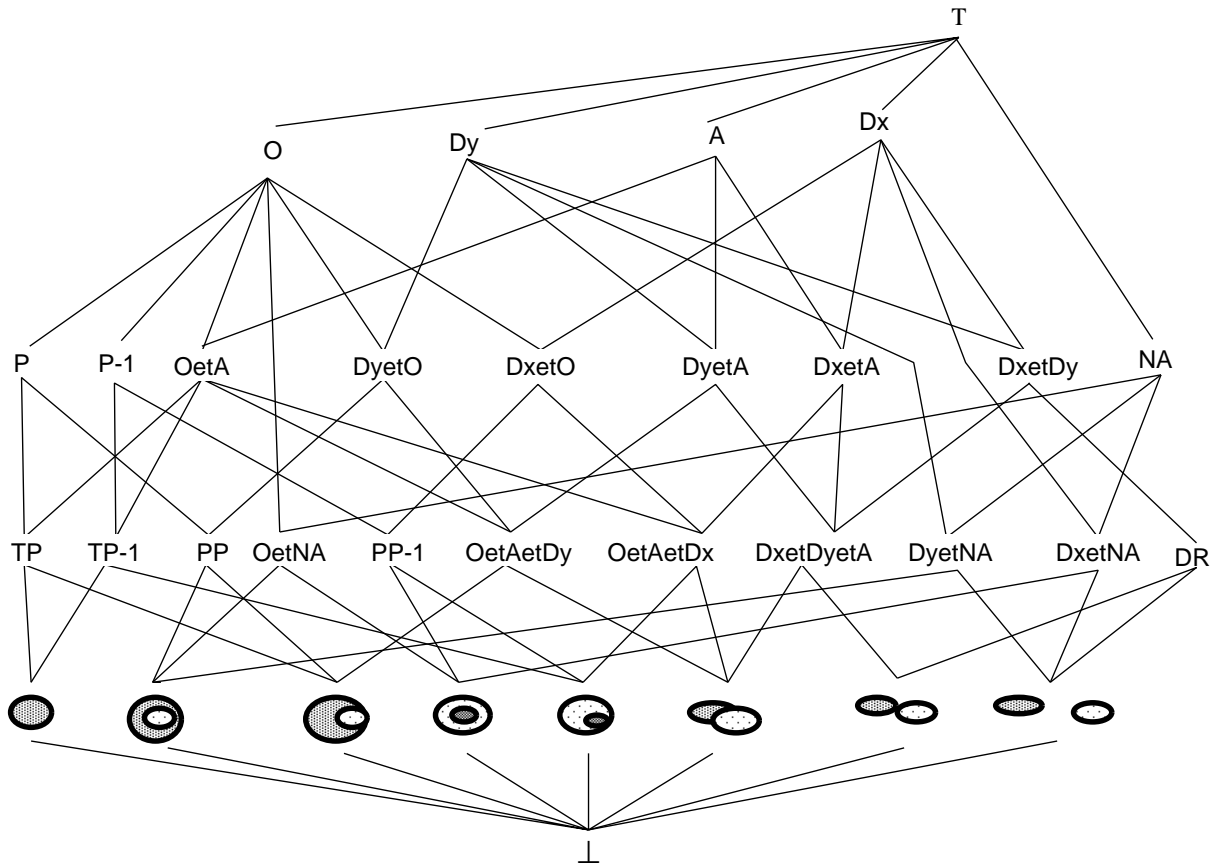 T
O Dy A Dx
P P-1 OetA DyetO DxetO DyetA DxetA DxetDy NA
TP TP-1 PP OetNA PP-1 OetAetDy OetAetDx DxetDyetA DyetNA DxetNA DR
⊥